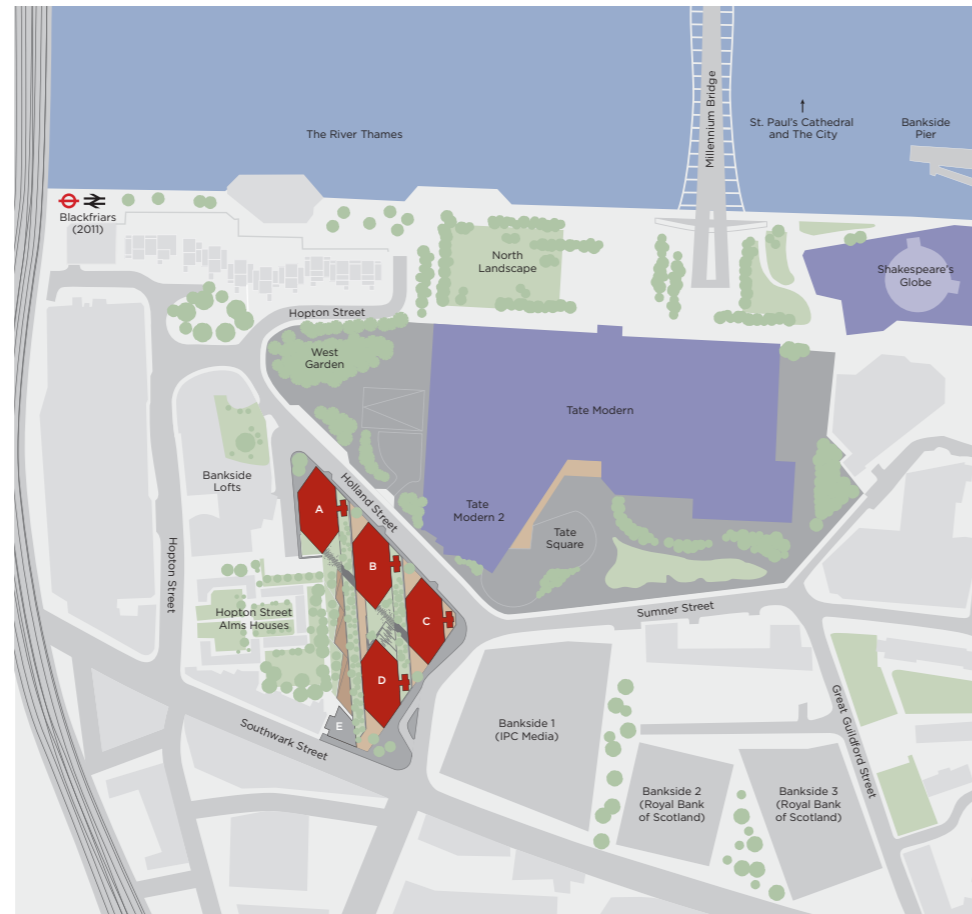 Millennium Bridge
The River Thames
St. Paul's Cathedral
and The City
Bankside
Pier
Blackfriars
(2011)
North
Landscape
Shakespeare's
Globe
Hopton Street
West
Garden
Tate Modern
Bankside
Lofts
Holland Street
A
Tate
Modern 2
Tate
Square
B
Hopton Street
Hopton Street
Alms Houses
C
Sumner Street
D
E
Southwark Street
Bankside 1
(IPC Media)
Great Guildford Street
Bankside 2
(Royal Bank
of Scotland)
Bankside 3
(Royal Bank
of Scotland)